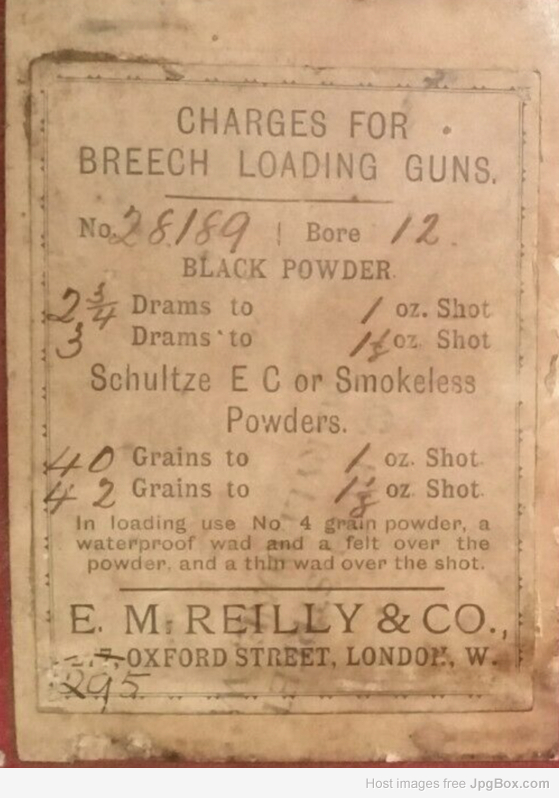 CHARGES FOR
BREECH LOADING GUNS.
No. 28189 Bore 12.
BLACK POWDER.
2 3/4 Drams to 1 oz. Shot
3 Drams to 1 1/8 oz. Shot
Schultze E C or Smokeless
Powders.
40 Grains to 1 oz. Shot.
42 Grains to 1 1/8 oz Shot.
In loading use No 4 grain powder, a
waterproof wad and a felt over the
powder, and a thin wad over the shot.
E. M. REILLY & CO.,
OXFORD STREET, LONDON, W.
295
Host images free JpgBox.com